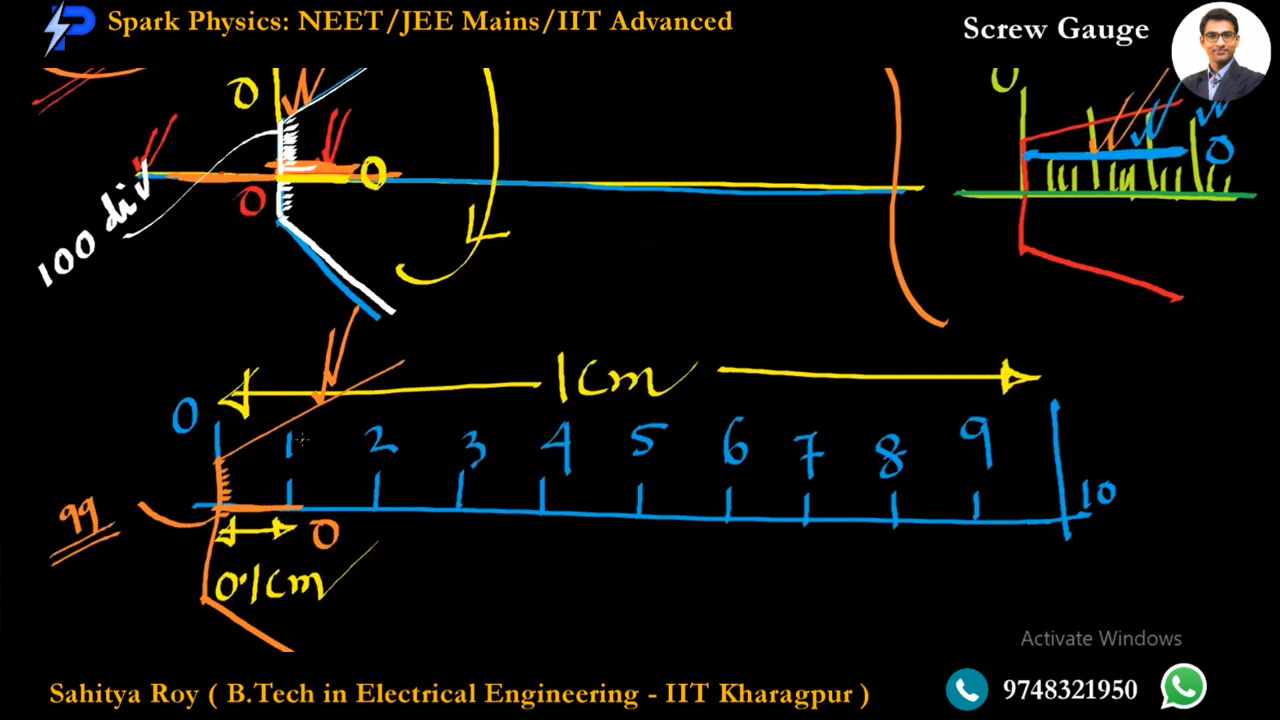 Spark Physics: NEET/JEE Mains/IIT Advanced
Screw Gauge
0
0
0
0
0
100 div
1cm
0 1 2 3 4 5 6 7 8 9 10
99
0
0.1cm
Activate Windows
Sahitya Roy ( B.Tech in Electrical Engineering - IIT Kharagpur )
9748321950